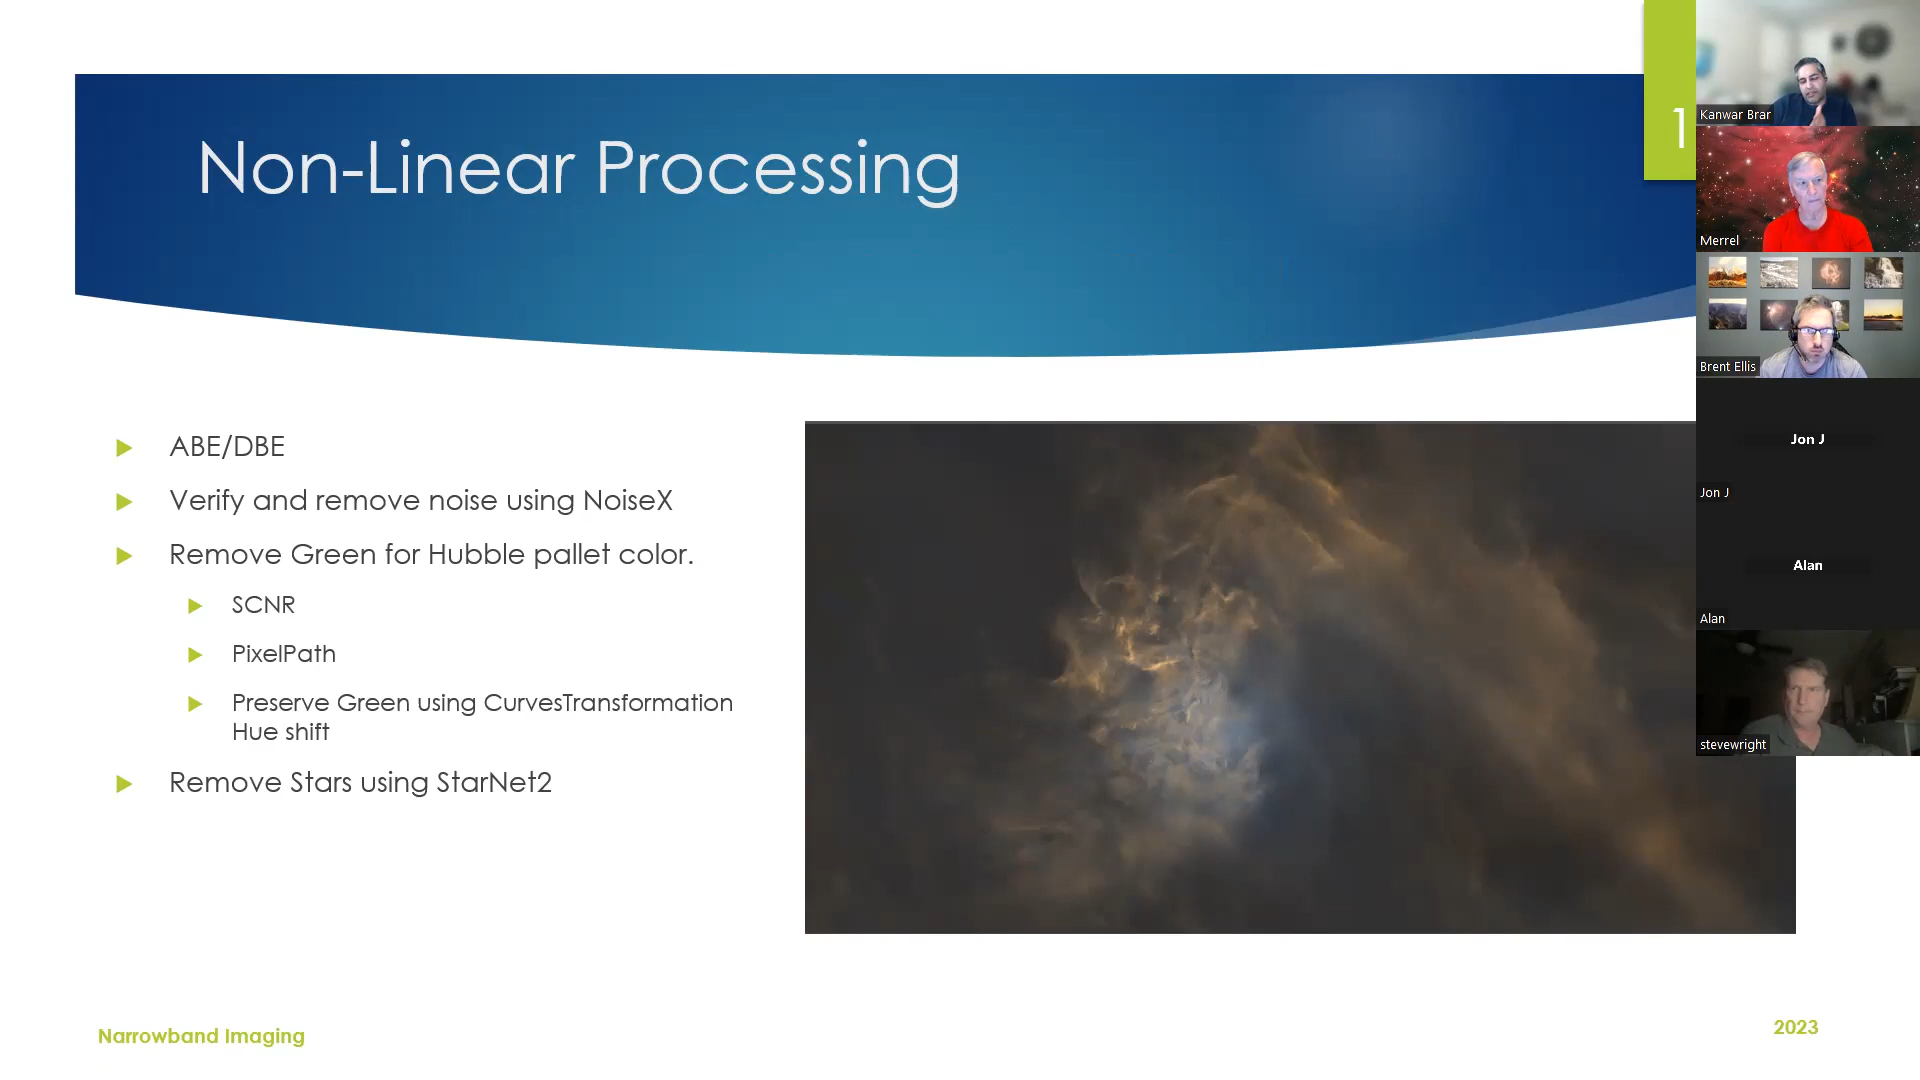 Non-Linear Processing
1
ABE/DBE
Verify and remove noise using NoiseX
Remove Green for Hubble pallet color.
SCNR
PixelPath
Preserve Green using CurvesTransformation
Hue shift
Remove Stars using StarNet2
Narrowband Imaging
2023
Kanwar Brar
Merrel
Brent Ellis
Jon J
Jon J
Alan
Alan
stevewright